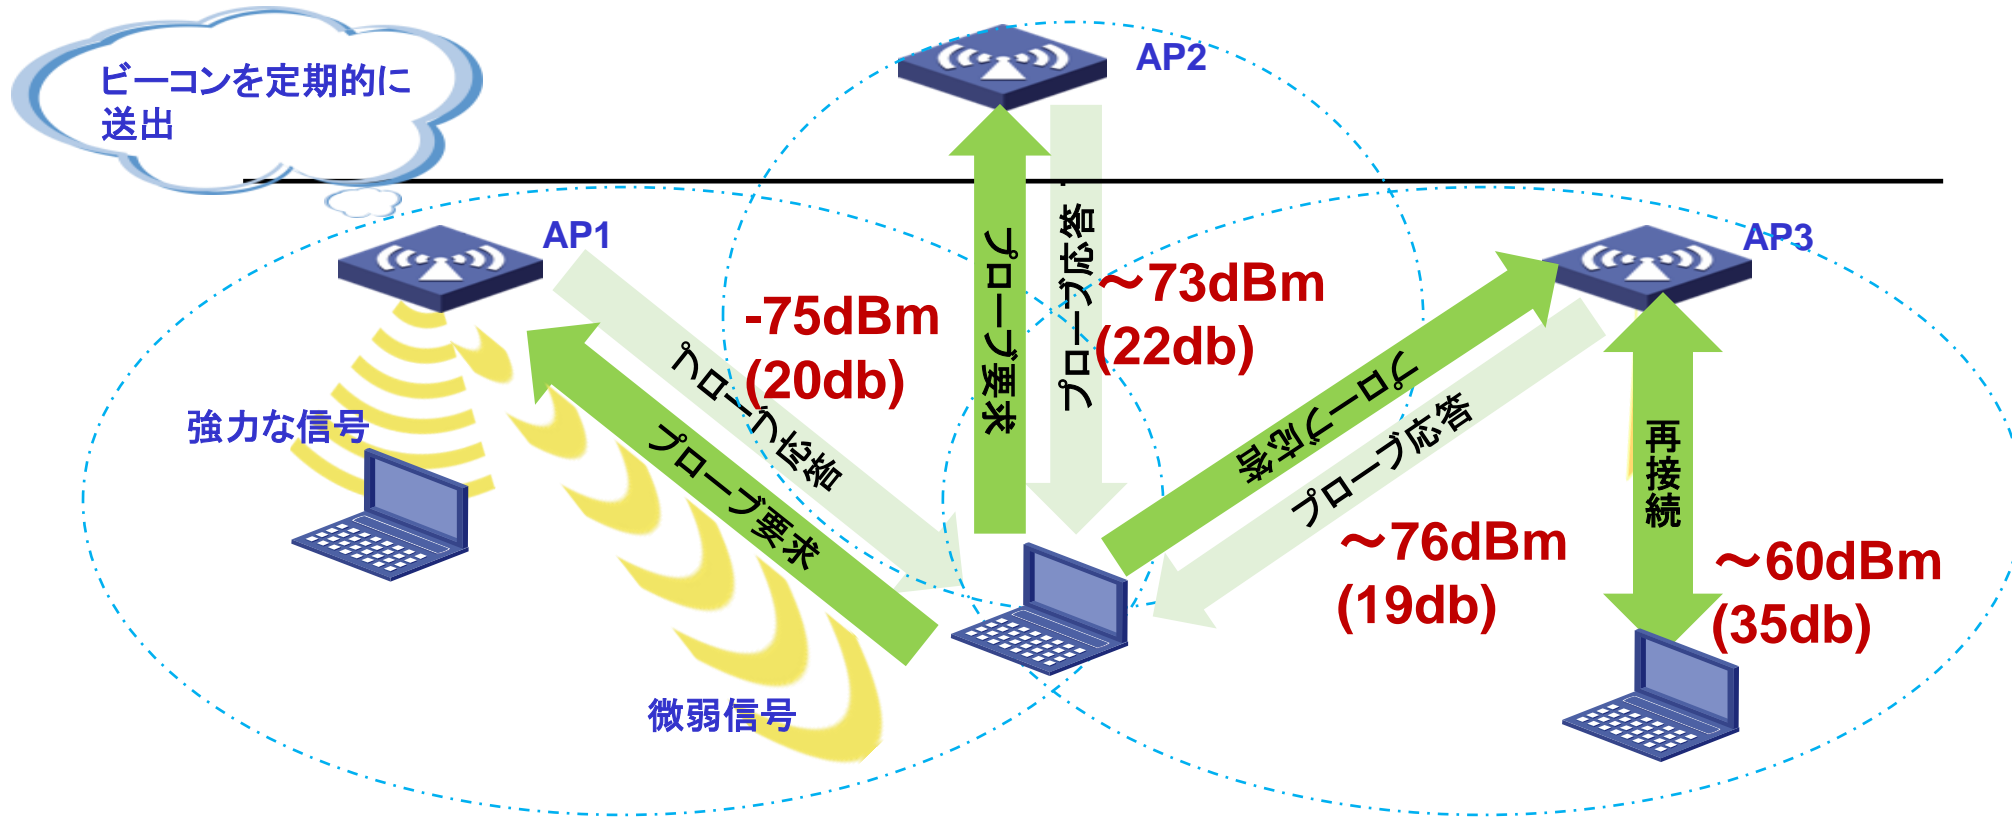 ビーコンを定期的に
送出
AP2
AP1
AP3
強力な信号
微弱信号
プローブ応答
プローブ要求
-75dBm
(20db)
プローブ要求
プローブ応答
～73dBm
(22db)
プローブ応答
プローブ応答
～76dBm
(19db)
再接続
～60dBm
(35db)